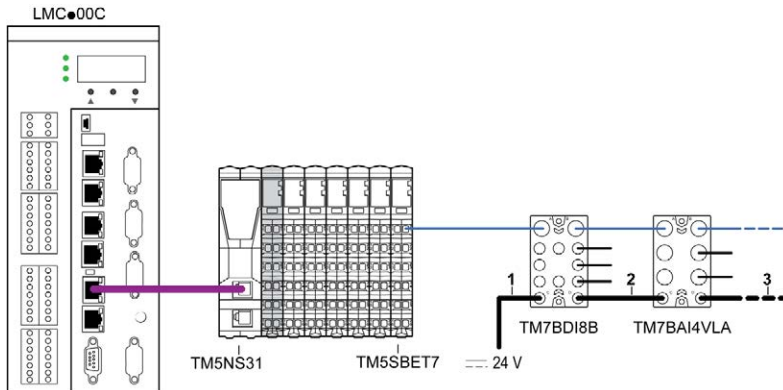 LMC●00C
1
2
3
TM7BDI8B
TM7BAI4VLA
TM5NS31
TM5SBET7
24 V